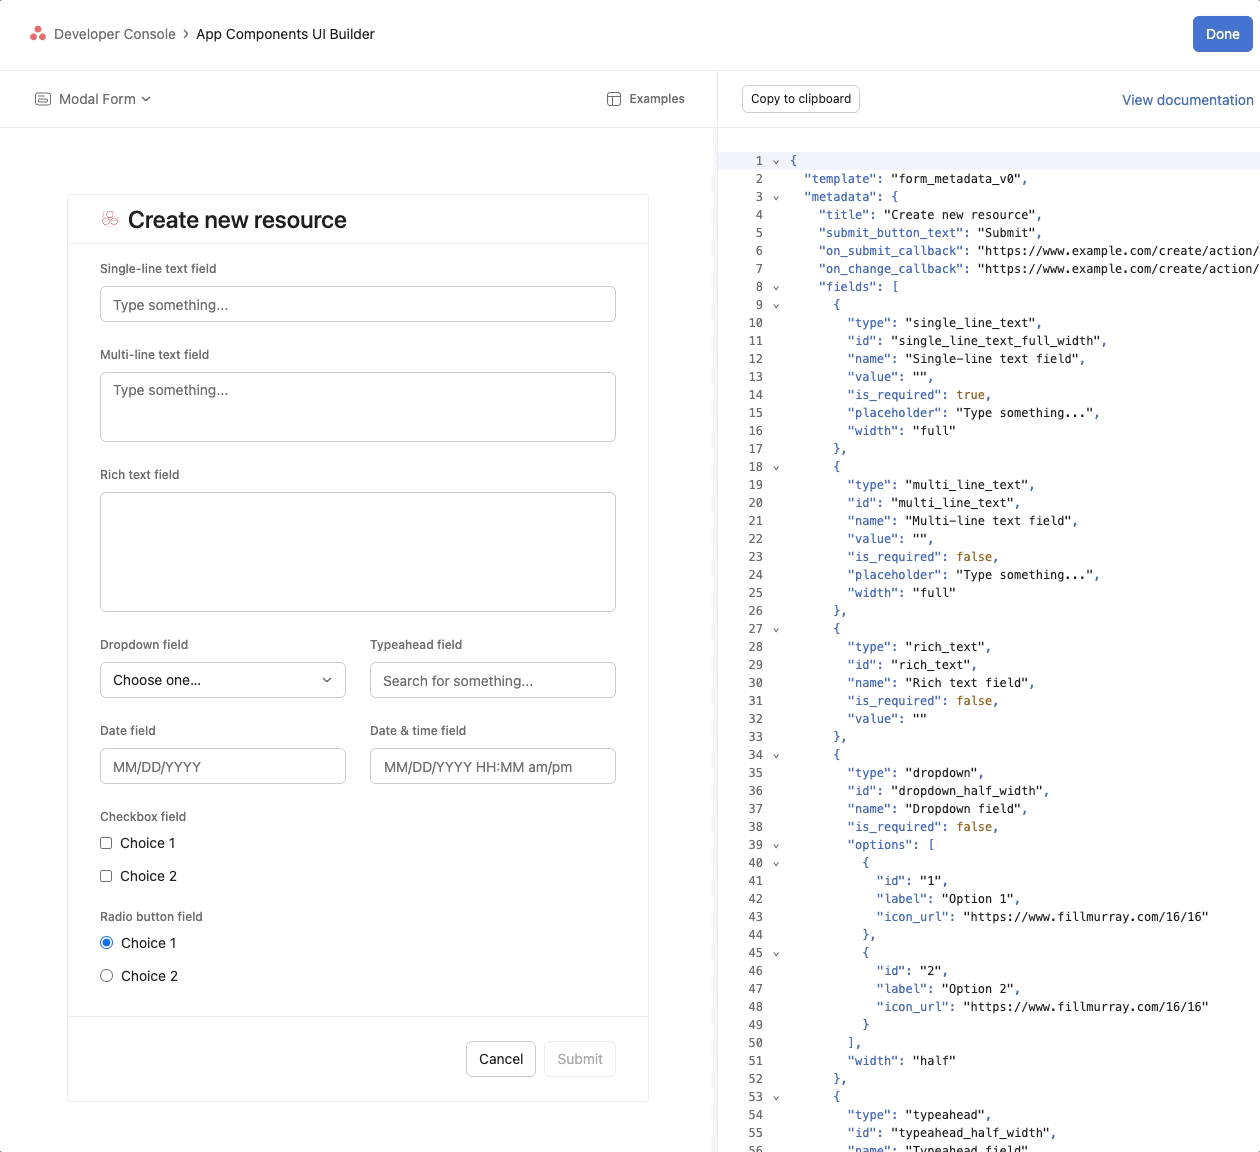 Developer Console › App Components UI Builder
Done
Modal Form
Examples
Copy to clipboard
View documentation
Create new resource
Single-line text field
Type something...
Multi-line text field
Type something...
Rich text field
Dropdown field
Typeahead field
Choose one...
Search for something...
Date field
Date & time field
MM/DD/YYYY
MM/DD/YYYY HH:MM am/pm
Checkbox field
Choice 1
Choice 2
Radio button field
Choice 1
Choice 2
Cancel
Submit
1 {
2 "template": "form_metadata_v0",
3 "metadata": {
4 "title": "Create new resource",
5 "submit_button_text": "Submit",
6 "on_submit_callback": "https://www.example.com/create/action/
7 "on_change_callback": "https://www.example.com/create/action/
8 "fields": [
9 {
10 "type": "single_line_text",
11 "id": "single_line_text_full_width",
12 "name": "Single-line text field",
13 "value": "",
14 "is_required": true,
15 "placeholder": "Type something...",
16 "width": "full"
17 },
18 {
19 "type": "multi_line_text",
20 "id": "multi_line_text",
21 "name": "Multi-line text field",
22 "value": "",
23 "is_required": false,
24 "placeholder": "Type something...",
25 "width": "full"
26 },
27 {
28 "type": "rich_text",
29 "id": "rich_text",
30 "name": "Rich text field",
31 "is_required": false,
32 "value": ""
33 },
34 {
35 "type": "dropdown",
36 "id": "dropdown_half_width",
37 "name": "Dropdown field",
38 "is_required": false,
39 "options": [
40 {
41 "id": "1",
42 "label": "Option 1",
43 "icon_url": "https://www.fillmurray.com/16/16"
44 },
45 {
46 "id": "2",
47 "label": "Option 2",
48 "icon_url": "https://www.fillmurray.com/16/16"
49 }
50 ],
51 "width": "half"
52 },
53 {
54 "type": "typeahead",
55 "id": "typeahead_half_width",
56 "name": "Typeahead field",